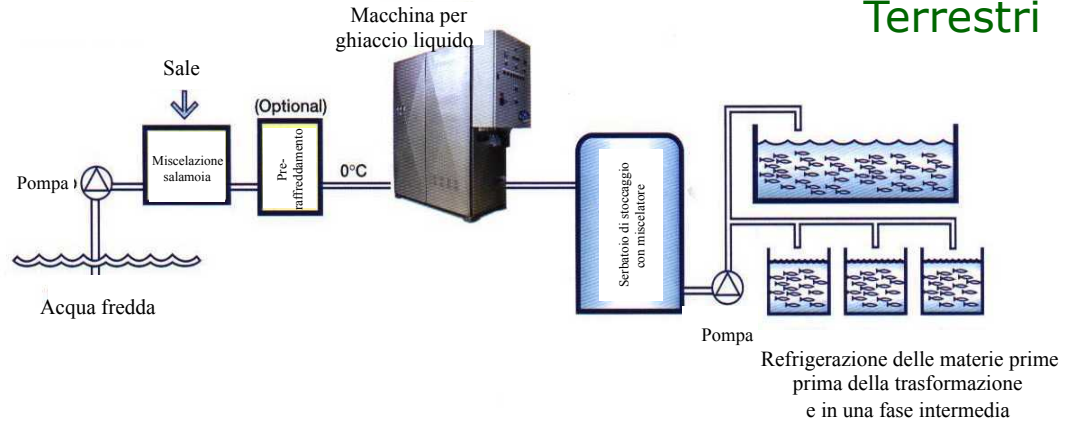 Terrestri
Macchina per
ghiaccio liquido
Sale
(Optional)
Miscelazione
salamoia
Pre-
raffreddamento
0°C
Pompa
Acqua fredda
Serbatoio di stoccaggio
con miscelatore
Pompa
Refrigerazione delle materie prime
prima della trasformazione
e in una fase intermedia